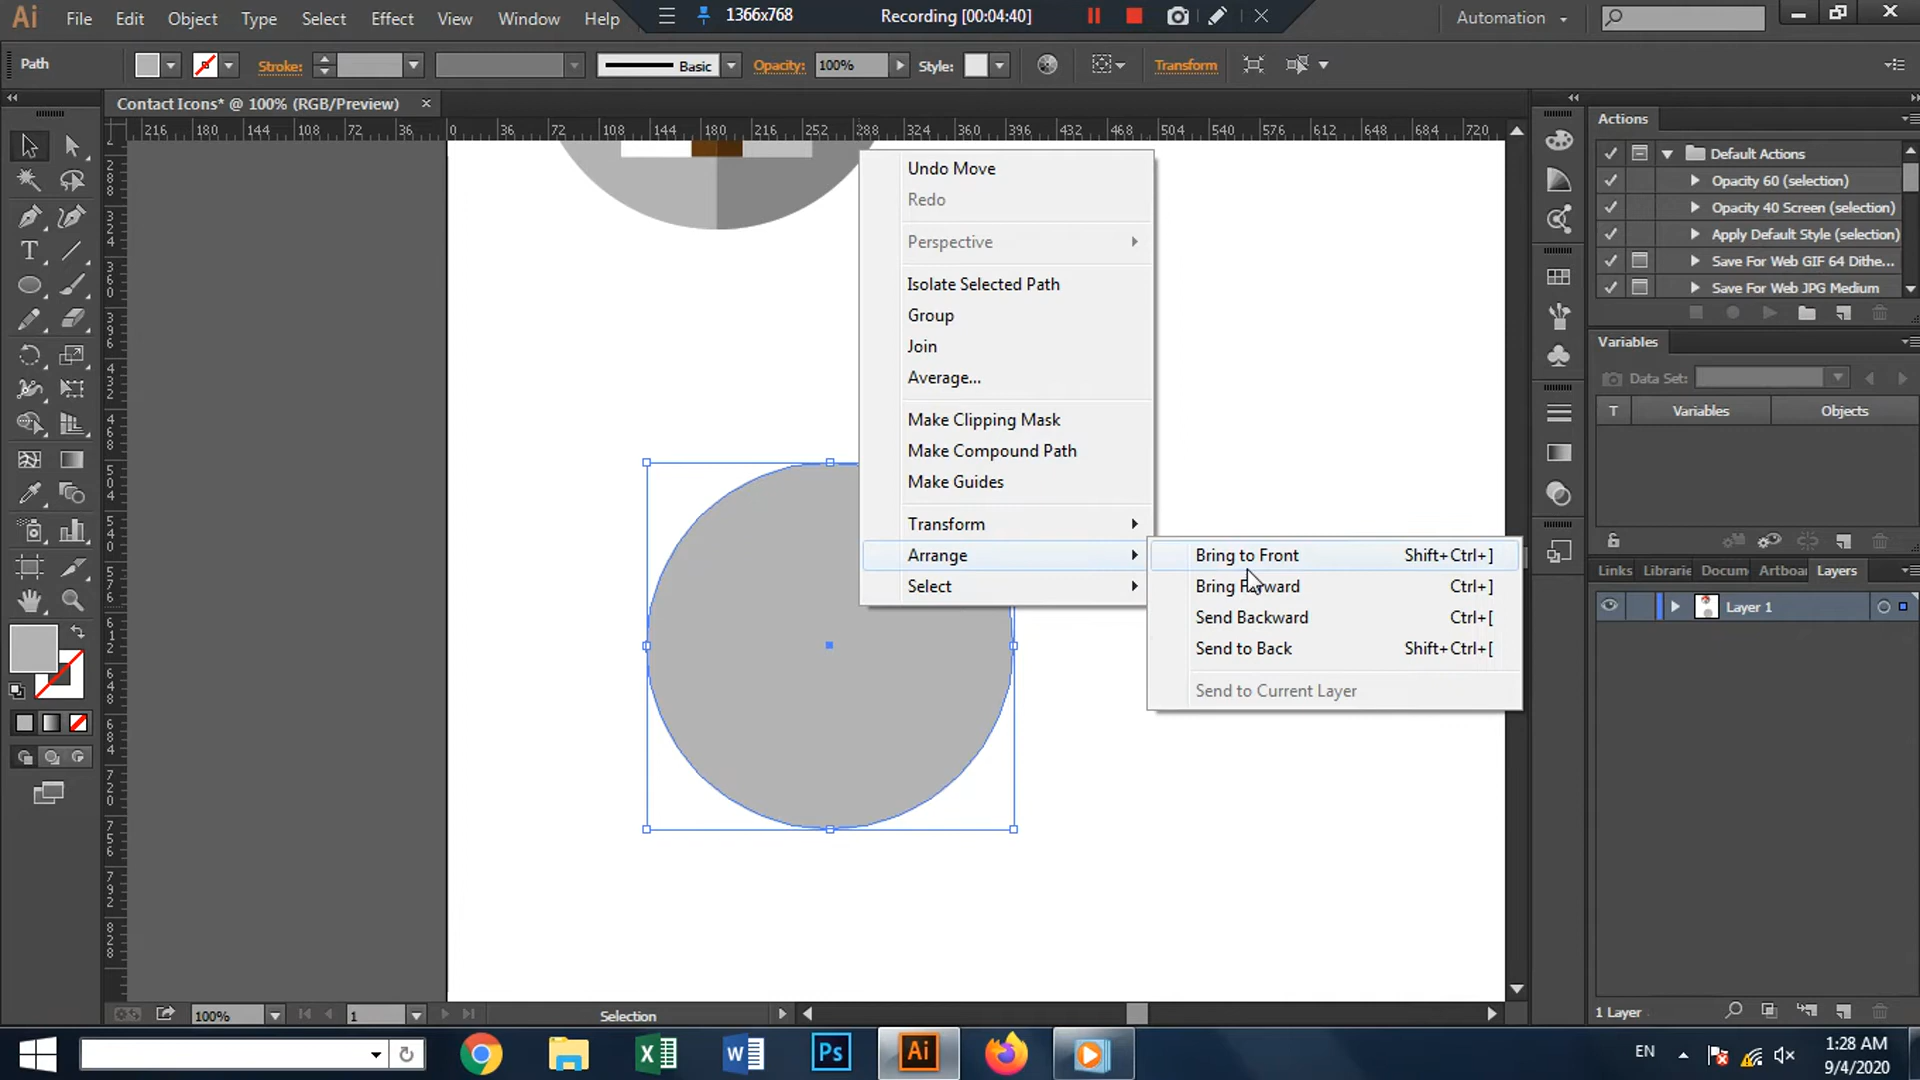 Ai File Edit Object Type Select Effect View Window Help
1366x768 Recording [00:04:40]
Automation
Path Stroke: Basic Opacity: 100% Style: Transform
Contact Icons* @ 100% (RGB/Preview)
216 180 144 108 72 36 0 36 72 108 144 180 216 252 288 324 360 396 432 468 504 540 576 612 648 684 720
Actions
Default Actions
Opacity 60 (selection)
Opacity 40 Screen (selection)
Apply Default Style (selection)
Save For Web GIF 64 Dithe...
Save For Web JPG Medium
Variables
Data Set:
T Variables Objects
Undo Move
Redo
Perspective
Isolate Selected Path
Group
Join
Average...
Make Clipping Mask
Make Compound Path
Make Guides
Transform
Arrange
Select
Bring to Front Shift+Ctrl+]
Bring Forward Ctrl+]
Send Backward Ctrl+[
Send to Back Shift+Ctrl+[
Send to Current Layer
Links Librarie Docum Artboar Layers
Layer 1
1 Layer
100% 1 Selection
Ps Ai
EN
1:28 AM
9/4/2020